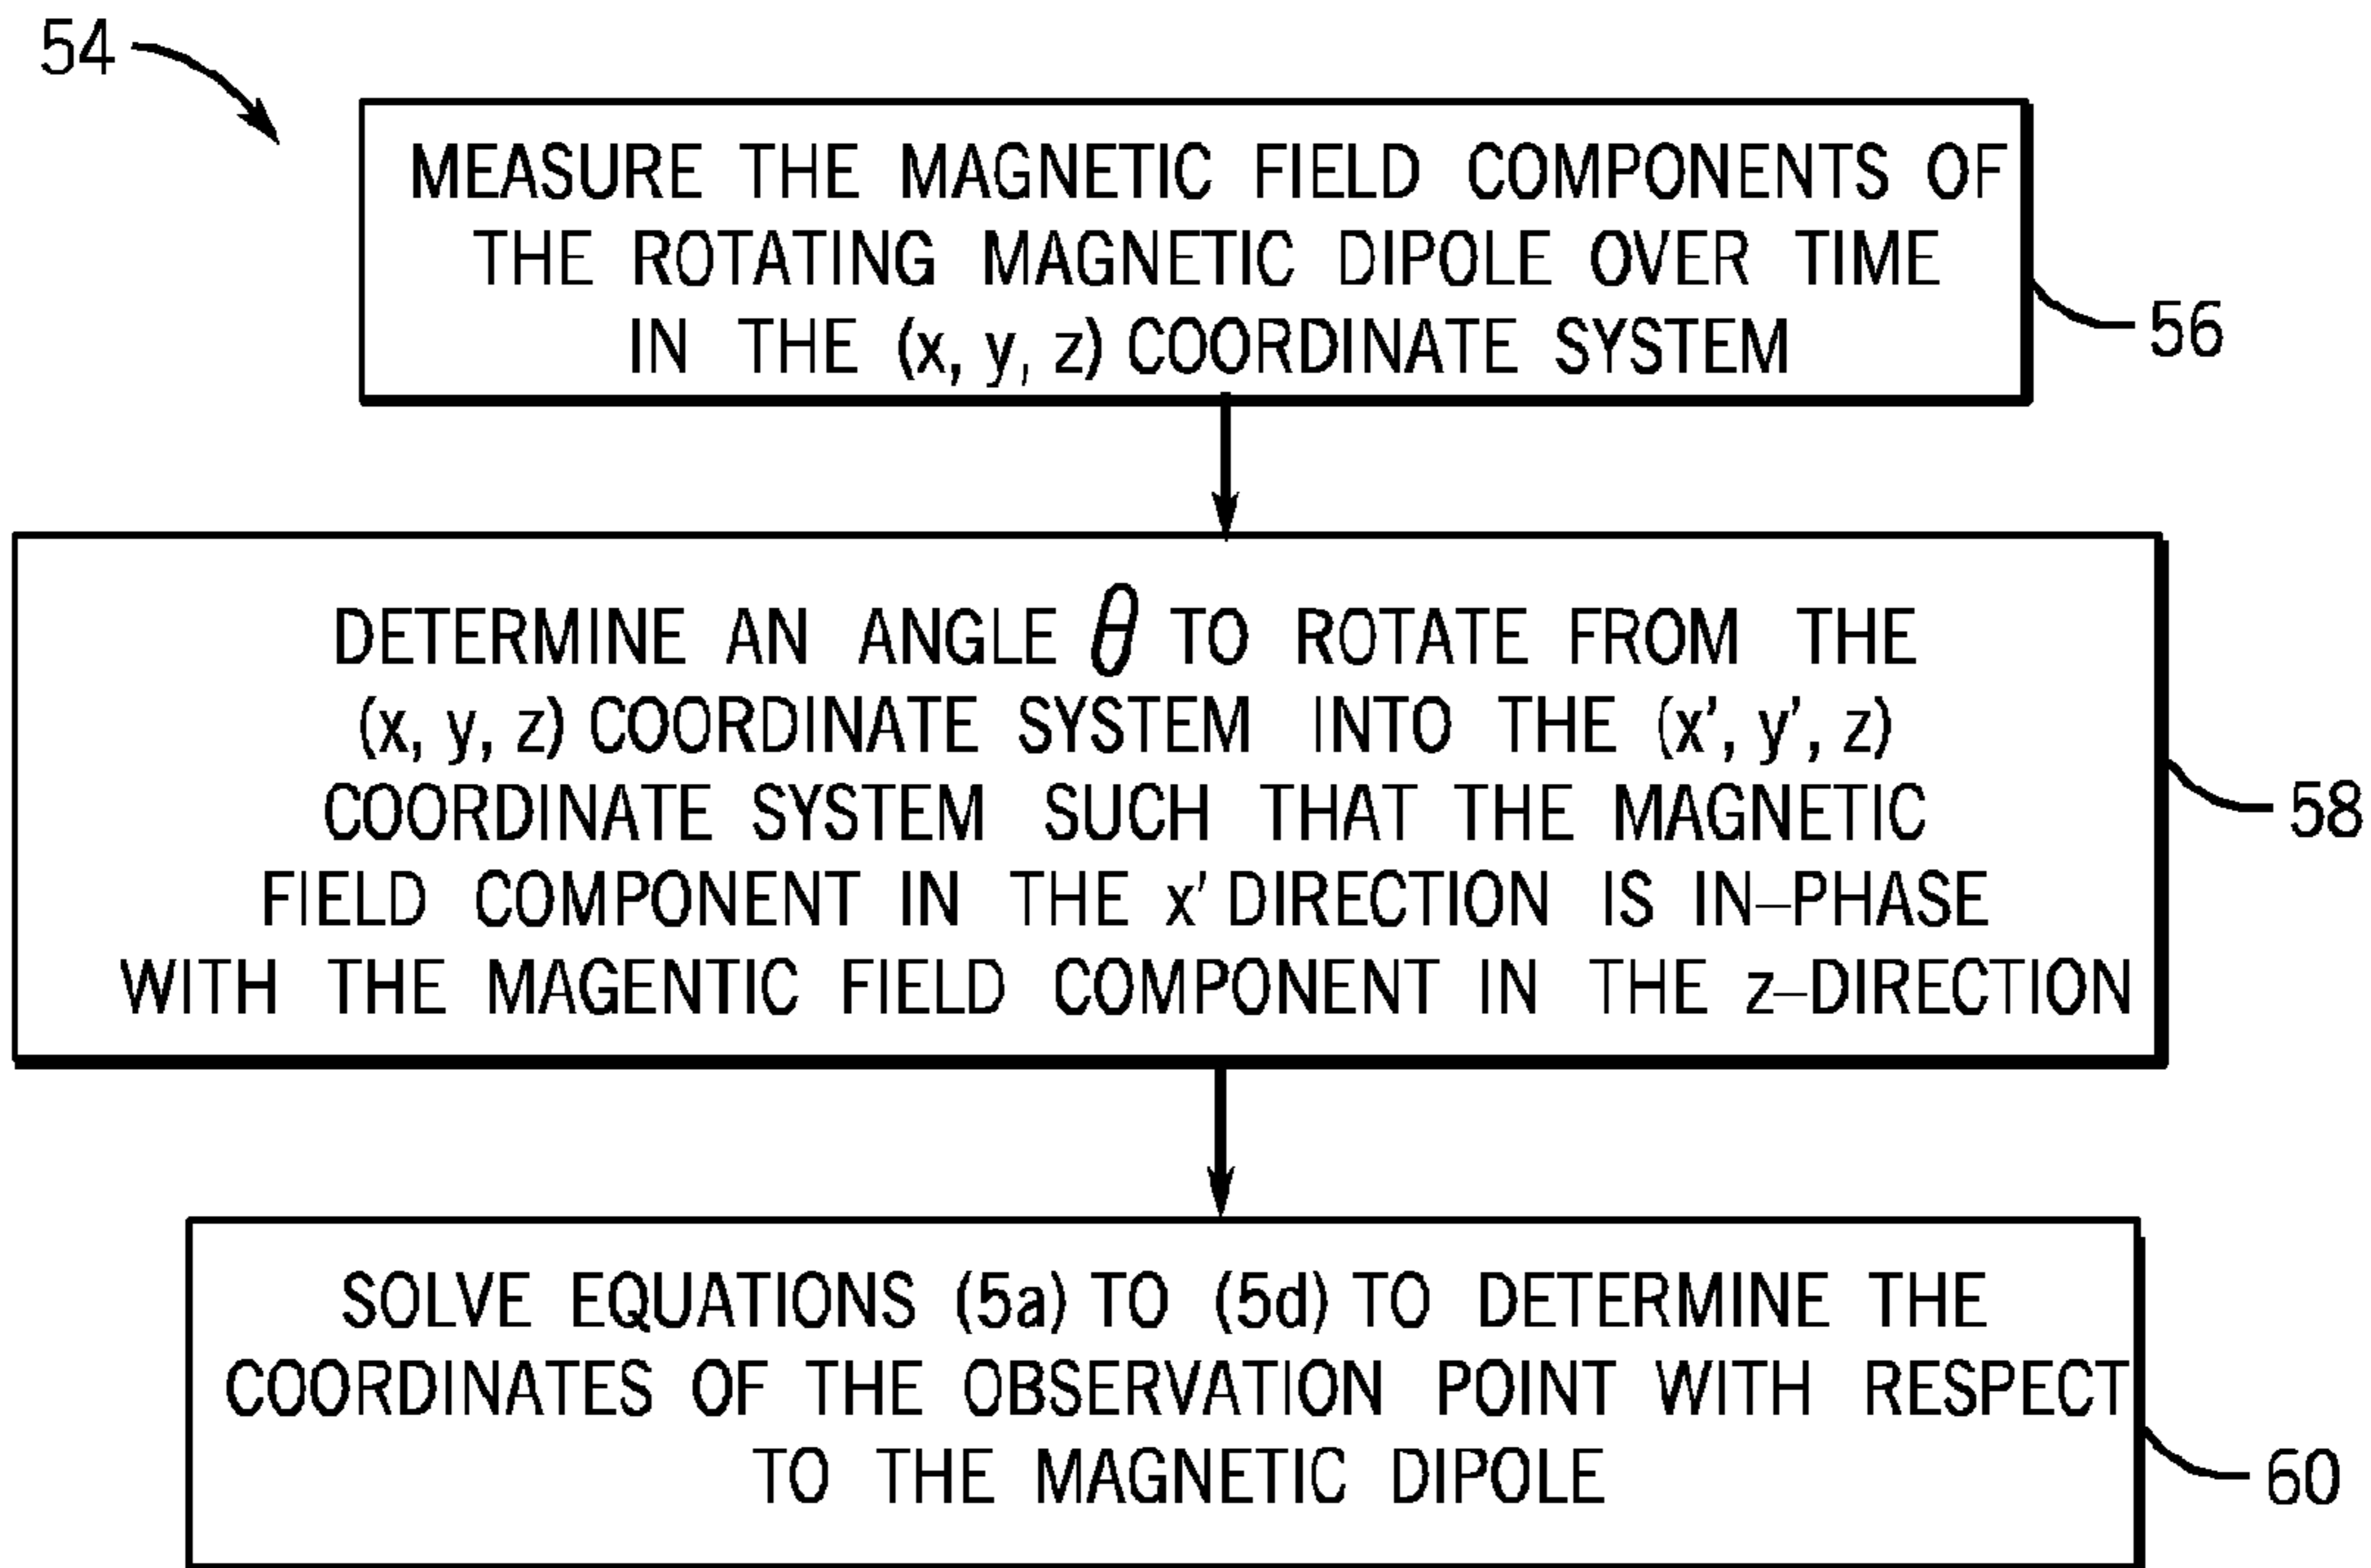 54
MEASURE THE MAGNETIC FIELD COMPONENTS OF
THE ROTATING MAGNETIC DIPOLE OVER TIME
IN THE (x, y, z) COORDINATE SYSTEM
56
DETERMINE AN ANGLE θ TO ROTATE FROM THE
(x, y, z) COORDINATE SYSTEM INTO THE (x', y', z)
COORDINATE SYSTEM SUCH THAT THE MAGNETIC
FIELD COMPONENT IN THE x' DIRECTION IS IN–PHASE
WITH THE MAGENTIC FIELD COMPONENT IN THE z–DIRECTION
58
SOLVE EQUATIONS (5a) TO (5d) TO DETERMINE THE
COORDINATES OF THE OBSERVATION POINT WITH RESPECT
TO THE MAGNETIC DIPOLE
60